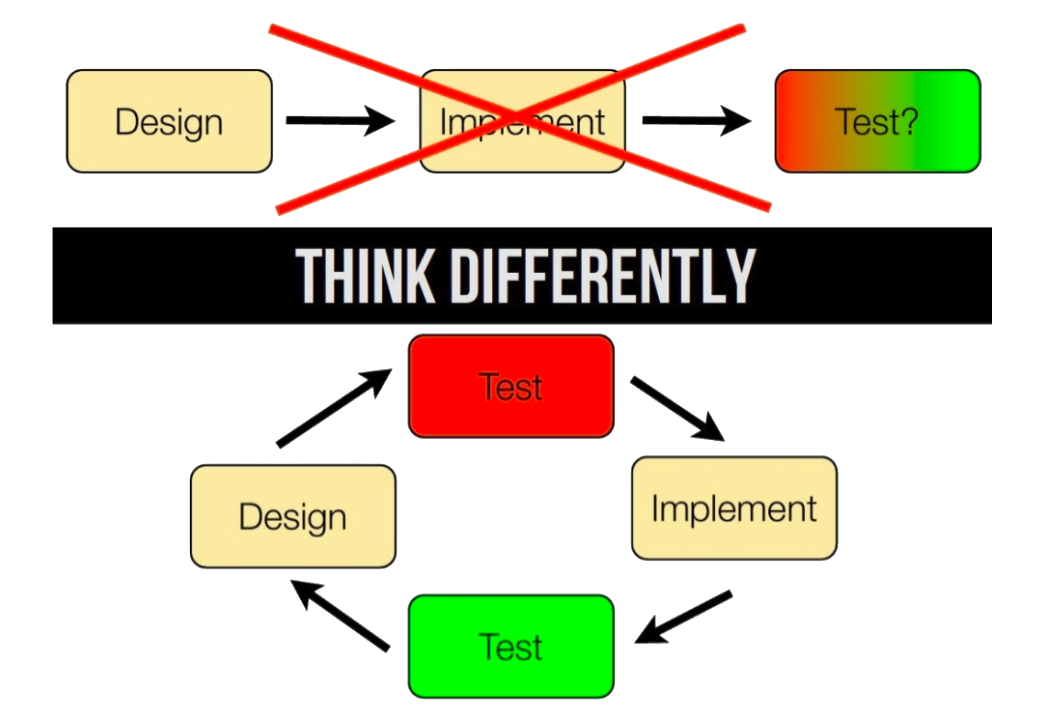 Design
Implement
Test?
THINK DIFFERENTLY
Test
Design
Implement
Test